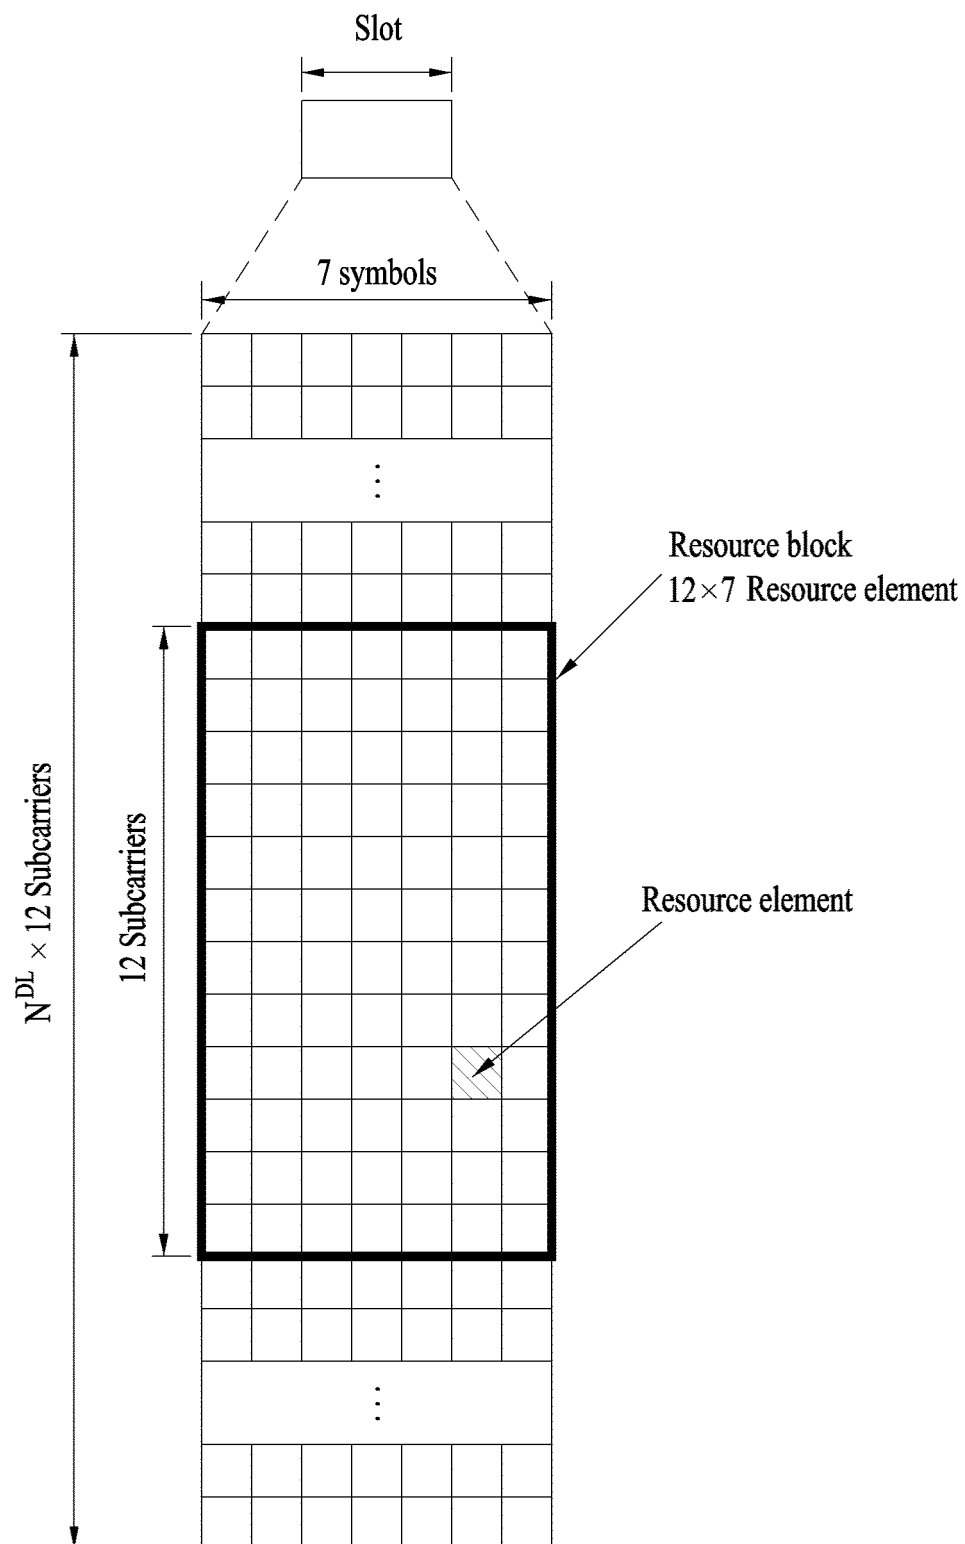 Slot
7 symbols
Resource block
12×7 Resource element
N^DL × 12 Subcarriers
12 Subcarriers
Resource element